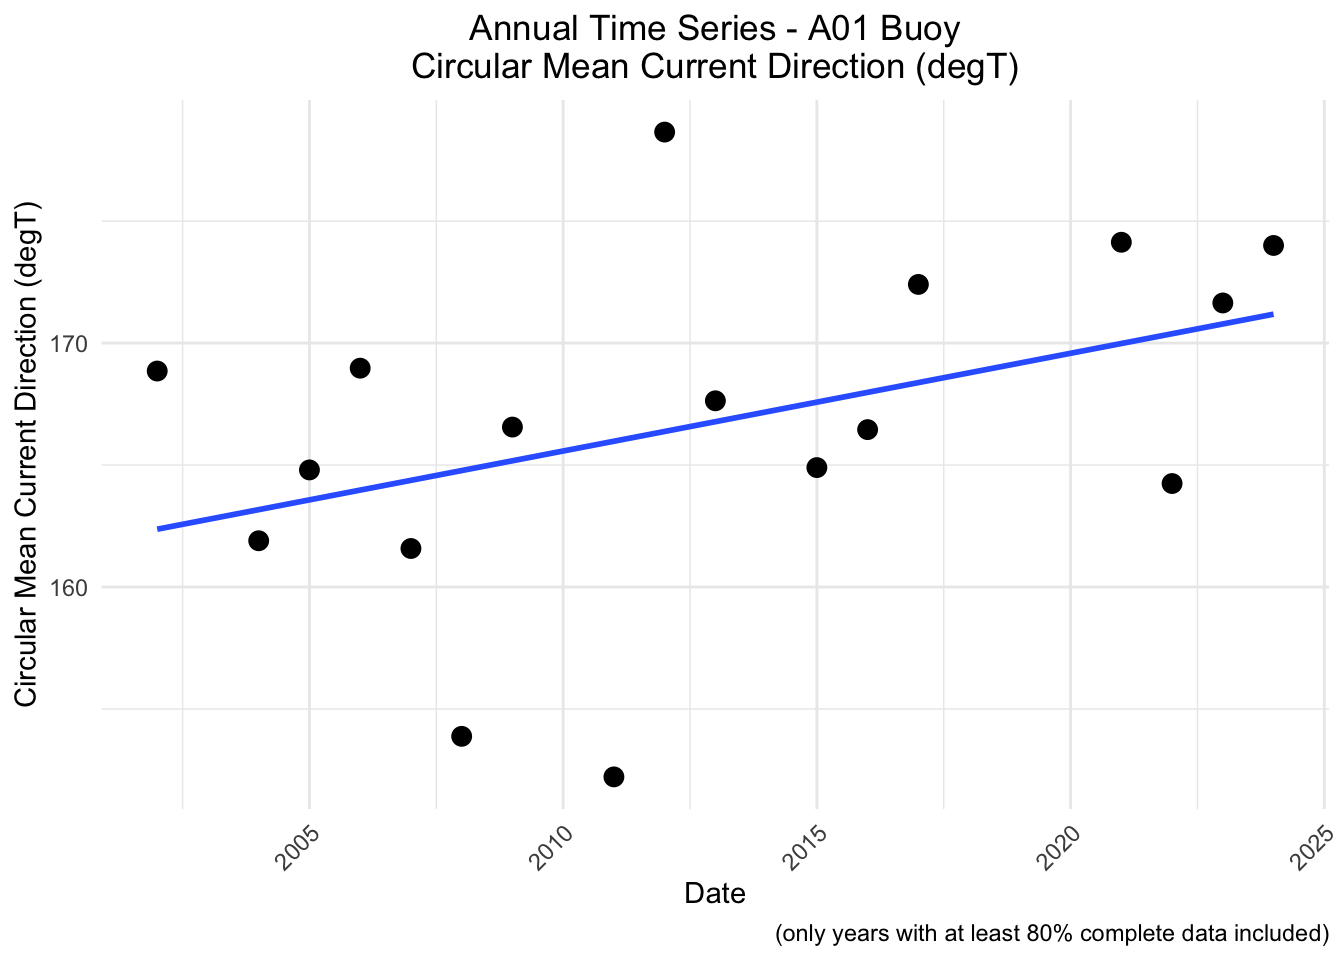 Annual Time Series - A01 Buoy
Circular Mean Current Direction (degT)
Circular Mean Current Direction (degT)
170
160
2005
2010
2015
2020
2025
Date
(only years with at least 80% complete data included)